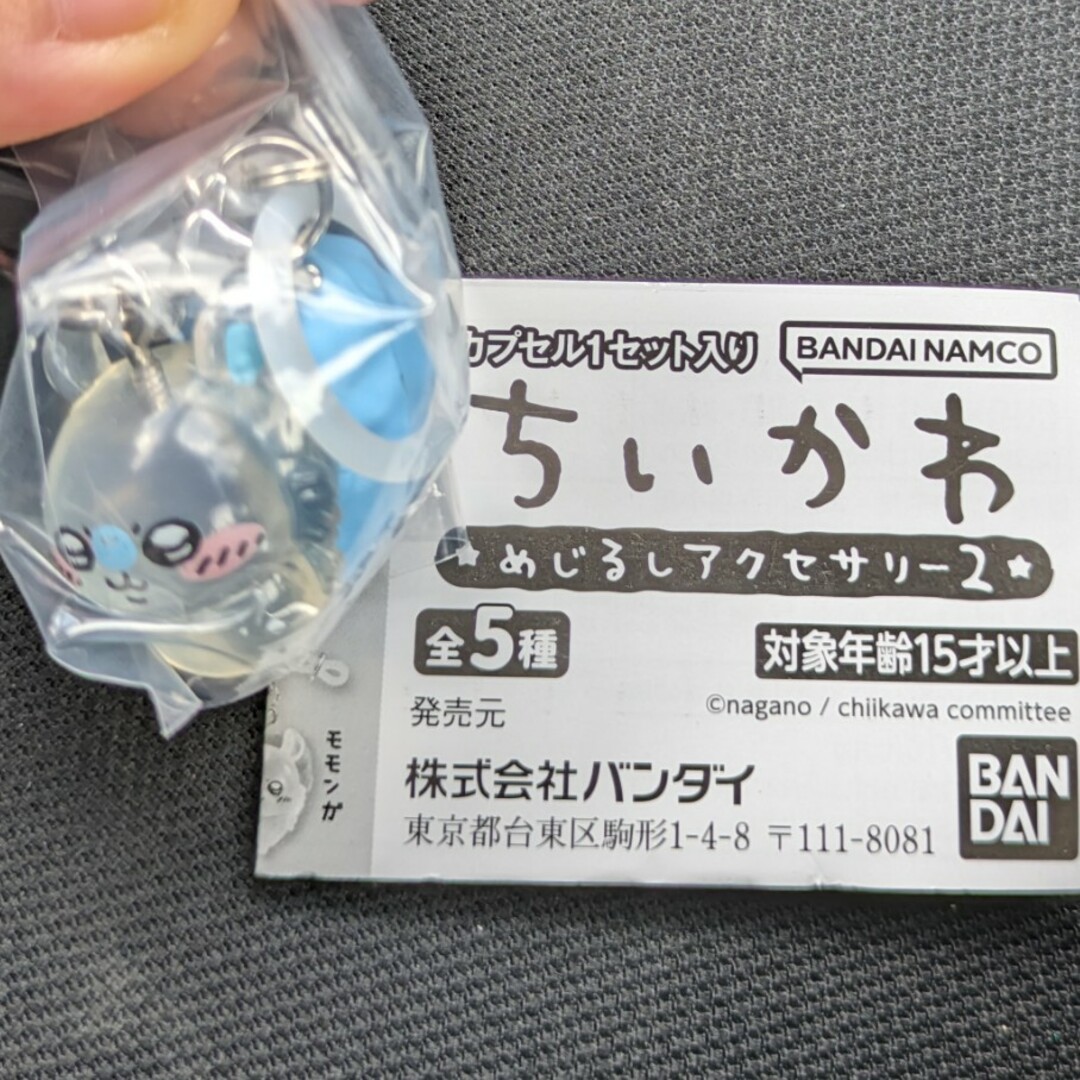 カプセル1セット入り
BANDAI NAMCO
ちいかわ
★めじるしアクセサリー2★
全5種
対象年齢15才以上
発売元
©nagano / chiikawa committee
株式会社バンダイ
東京都台東区駒形1-4-8 〒111-8081
BAN
DAI
モモンガ